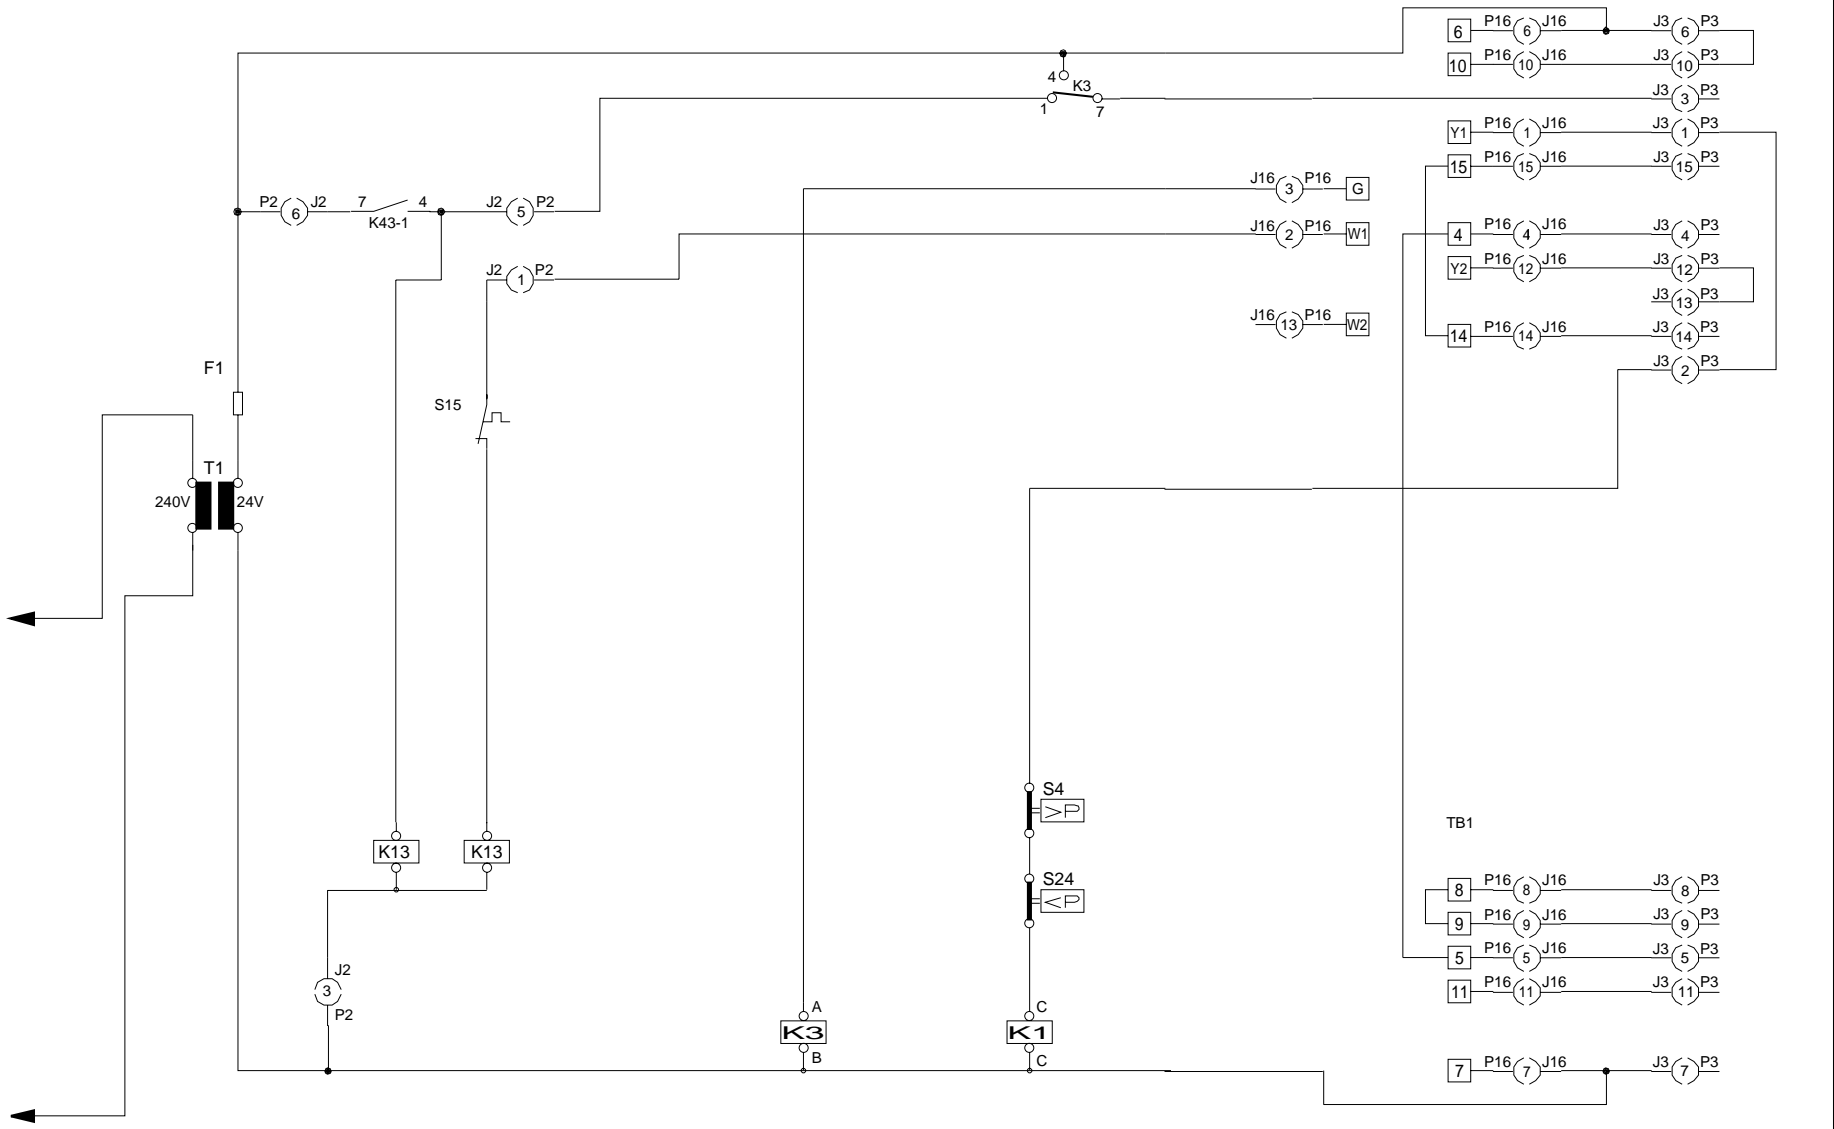 6 P16 6 J16 J3 6 P3
10 P16 10 J16 J3 10 P3
4 K3
1 7 J3 3 P3
Y1 P16 1 J16 J3 1 P3
15 P16 15 J16 J3 15 P3
J16 3 P16 G
P2 6 J2 7 4 J2 5 P2
K43-1
J16 2 P16 W1
4 P16 4 J16 J3 4 P3
Y2 P16 12 J16 J3 12 P3
J2 1 P2
J3 13 P3
J16 13 P16 W2
14 P16 14 J16 J3 14 P3
F1
J3 2 P3
S15
T1
240V 24V
S4
>P
TB1
K13 K13
S24
<P
8 P16 8 J16 J3 8 P3
9 P16 9 J16 J3 9 P3
5 P16 5 J16 J3 5 P3
J2
3
P2
11 P16 11 J16 J3 11 P3
A C
K3 K1
B C
7 P16 7 J16 J3 7 P3